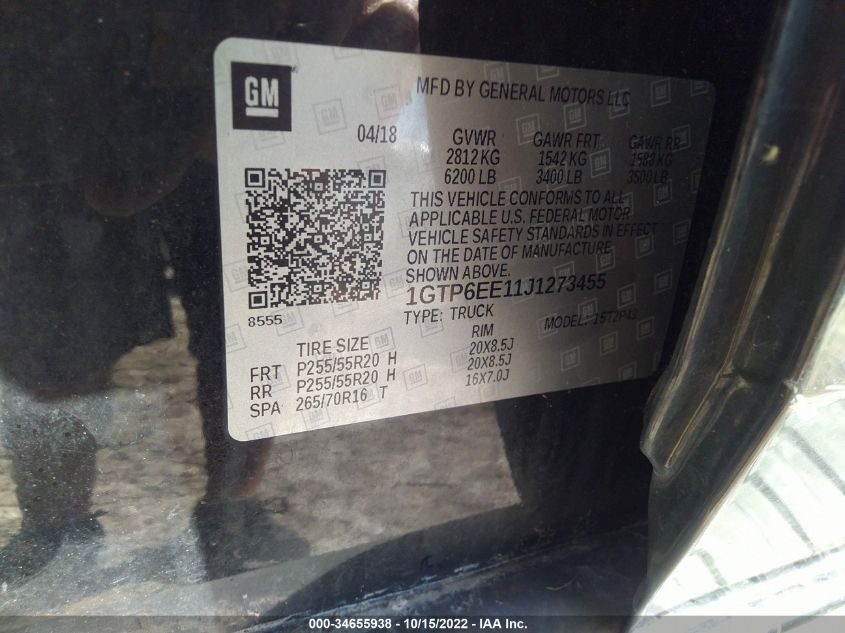 GM
MFD BY GENERAL MOTORS LLC
04/18 GVWR GAWR FRT GAWR RR
2812 KG 1542 KG 1588 KG
6200 LB 3400 LB 3500 LB
THIS VEHICLE CONFORMS TO ALL
APPLICABLE U.S. FEDERAL MOTOR
VEHICLE SAFETY STANDARDS IN EFFECT
ON THE DATE OF MANUFACTURE
SHOWN ABOVE.
1GTP6EE11J1273455
TYPE: TRUCK MODEL: 15T2P43
8555
TIRE SIZE RIM
FRT P255/55R20 H 20X8.5J
RR P255/55R20 H 20X8.5J
SPA 265/70R16 T 16X7.0J
000-34655938 - 10/15/2022 - IAA Inc.